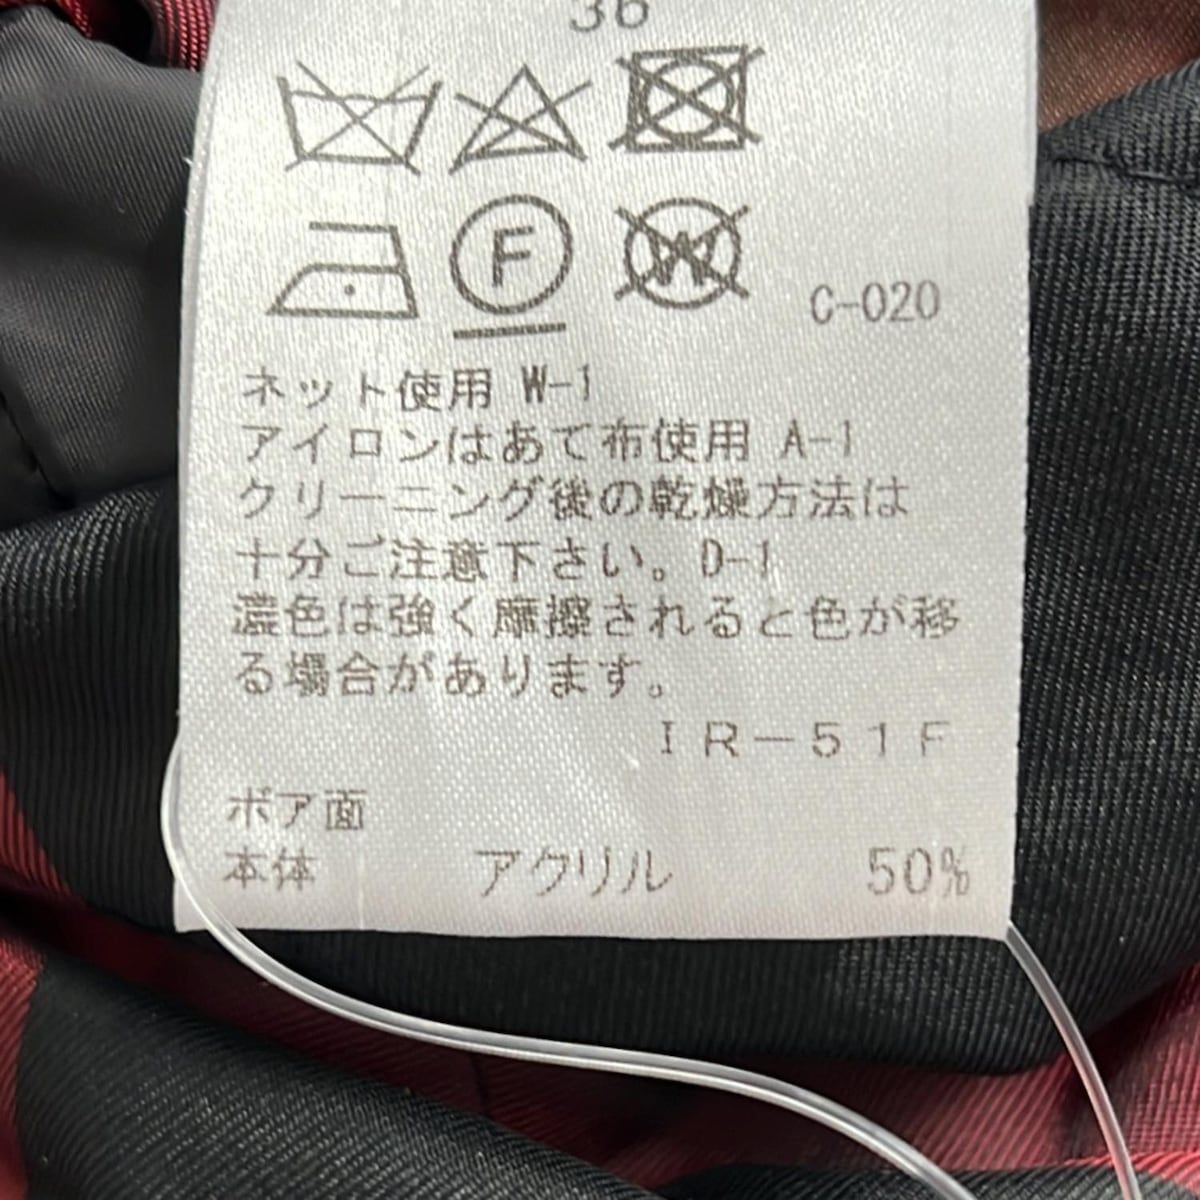 36
F
W
C-020
ネット使用 W-1
アイロンはあて布使用 A-1
クリーニング後の乾燥方法は
十分ご注意下さい。D-1
濃色は強く摩擦されると色が移
る場合があります。
IR-51F
ボア面
本体 アクリル 50%